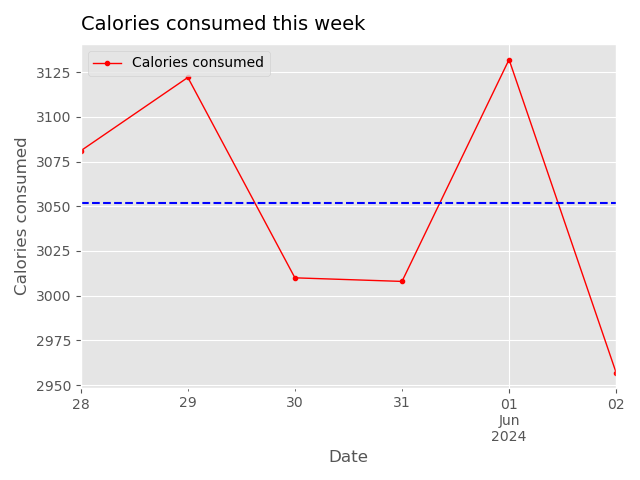 Calories consumed this week
Calories consumed
3125
3100
3075
3050
3025
3000
2975
2950
Calories consumed
28 29 30 31 01 02
Jun
2024
Date